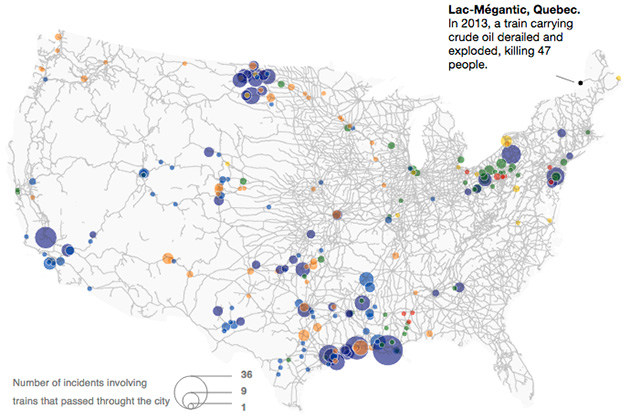 Lac-Mégantic, Quebec.
In 2013, a train carrying
crude oil derailed and
exploded, killing 47
people.
Number of incidents involving
trains that passed throught the city
36
9
1